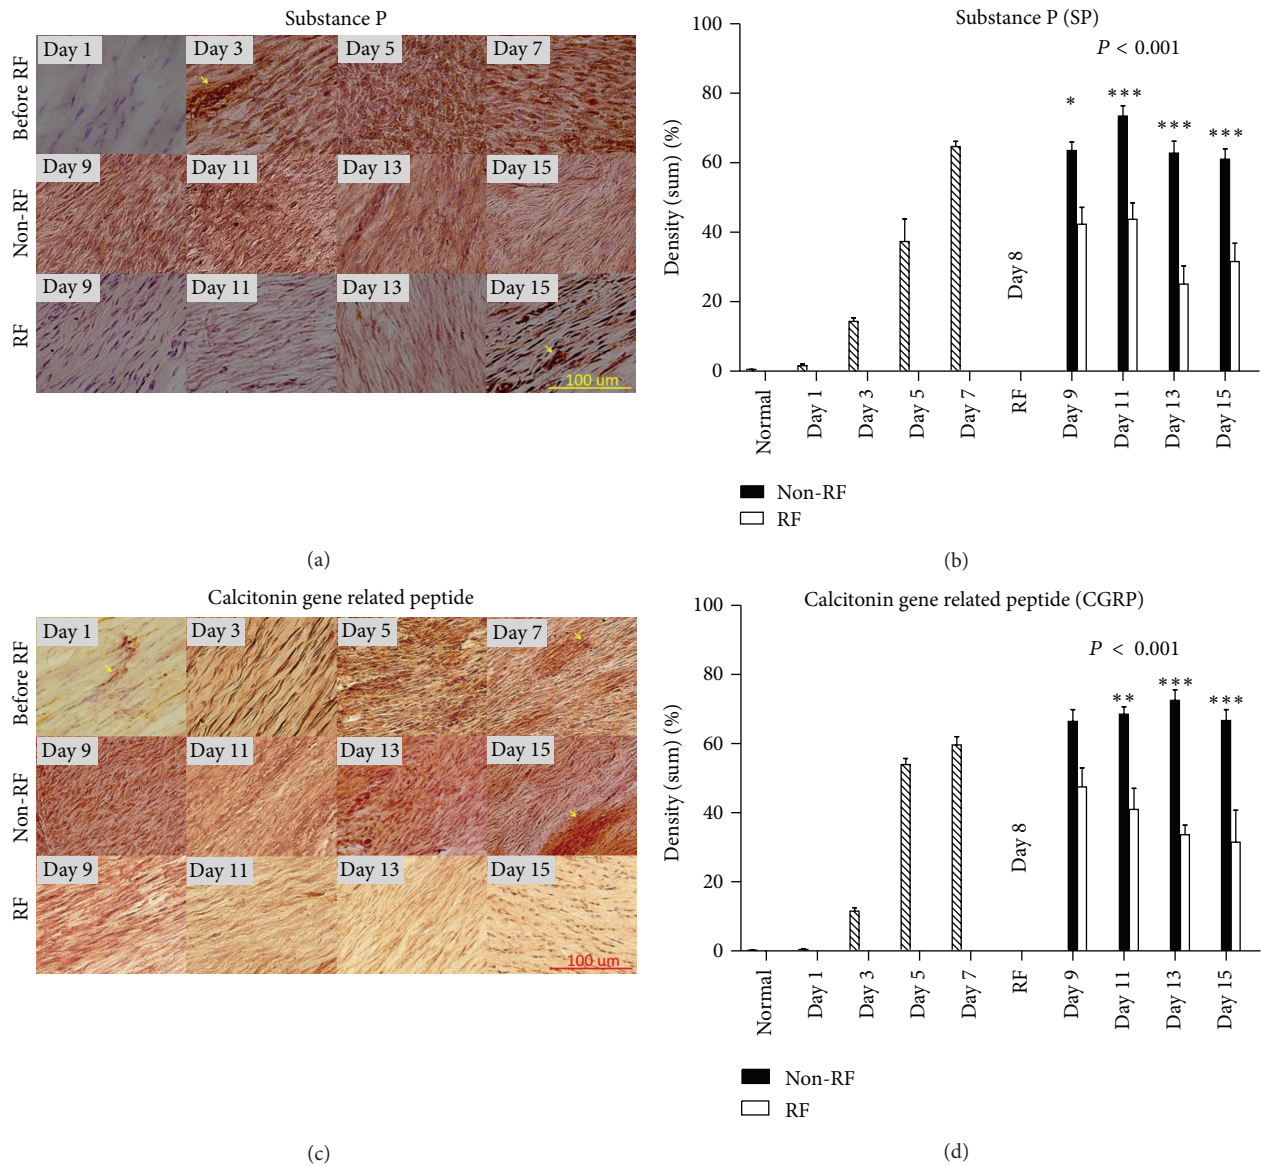 Substance P
Before RF
Day 1
Day 3
Day 5
Day 7
Non-RF
Day 9
Day 11
Day 13
Day 15
RF
Day 9
Day 11
Day 13
Day 15
100 um
(a)
Substance P (SP)
P < 0.001
Density (sum) (%)
100
80
60
40
20
0
* *** *** ***
Day 8
Normal
Day 1
Day 3
Day 5
Day 7
RF
Day 9
Day 11
Day 13
Day 15
Non-RF
RF
(b)
Calcitonin gene related peptide
Before RF
Day 1
Day 3
Day 5
Day 7
Non-RF
Day 9
Day 11
Day 13
Day 15
RF
Day 9
Day 11
Day 13
Day 15
100 um
(c)
Calcitonin gene related peptide (CGRP)
P < 0.001
Density (sum) (%)
100
80
60
40
20
0
** *** ***
Day 8
Normal
Day 1
Day 3
Day 5
Day 7
RF
Day 9
Day 11
Day 13
Day 15
Non-RF
RF
(d)